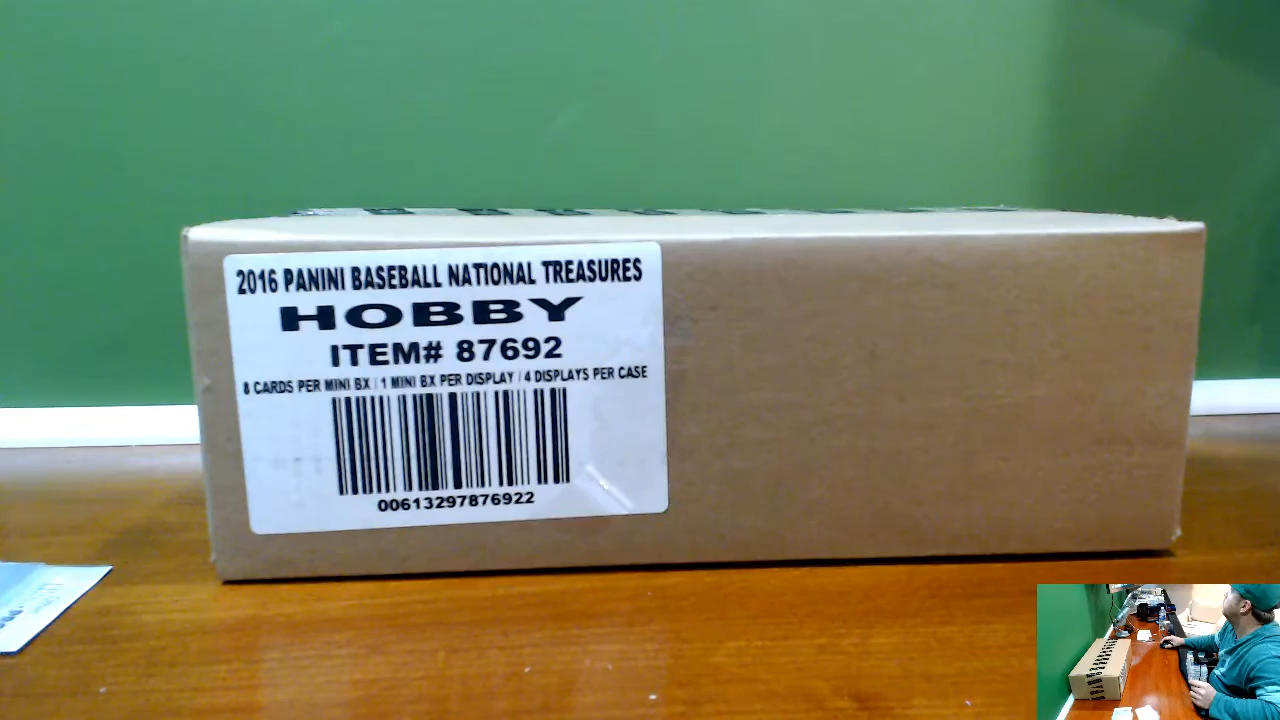 2016 PANINI BASEBALL NATIONAL TREASURES
HOBBY
ITEM# 87692
8 CARDS PER MINI BX / 1 MINI BX PER DISPLAY / 4 DISPLAYS PER CASE
00613297876922